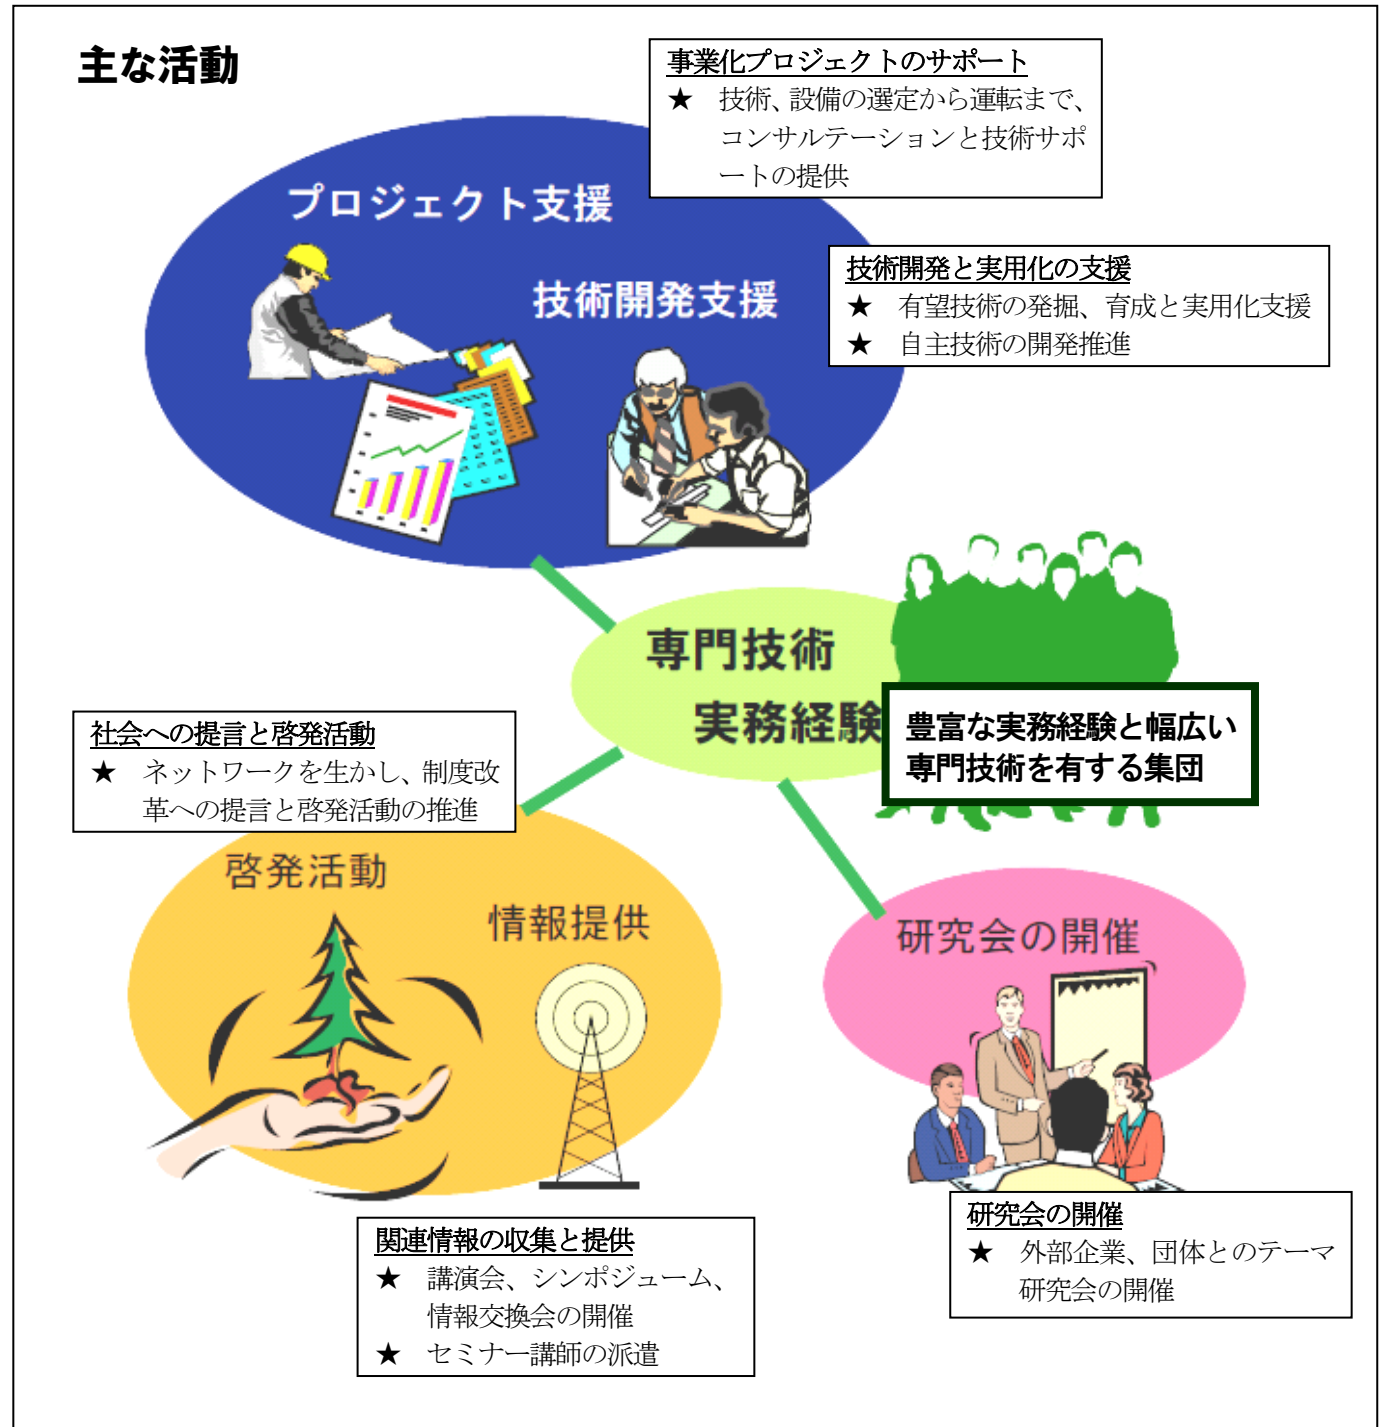 主な活動
事業化プロジェクトのサポート
★ 技術、設備の選定から運転まで、
コンサルテーションと技術サポ
ートの提供
プロジェクト支援
技術開発と実用化の支援
★ 有望技術の発掘、育成と実用化支援
★ 自主技術の開発推進
技術開発支援
専門技術
実務経験
豊富な実務経験と幅広い
専門技術を有する集団
社会への提言と啓発活動
★ ネットワークを生かし、制度改
革への提言と啓発活動の推進
啓発活動
情報提供
研究会の開催
関連情報の収集と提供
★ 講演会、シンポジューム、
情報交換会の開催
★ セミナー講師の派遣
研究会の開催
★ 外部企業、団体とのテーマ
研究会の開催